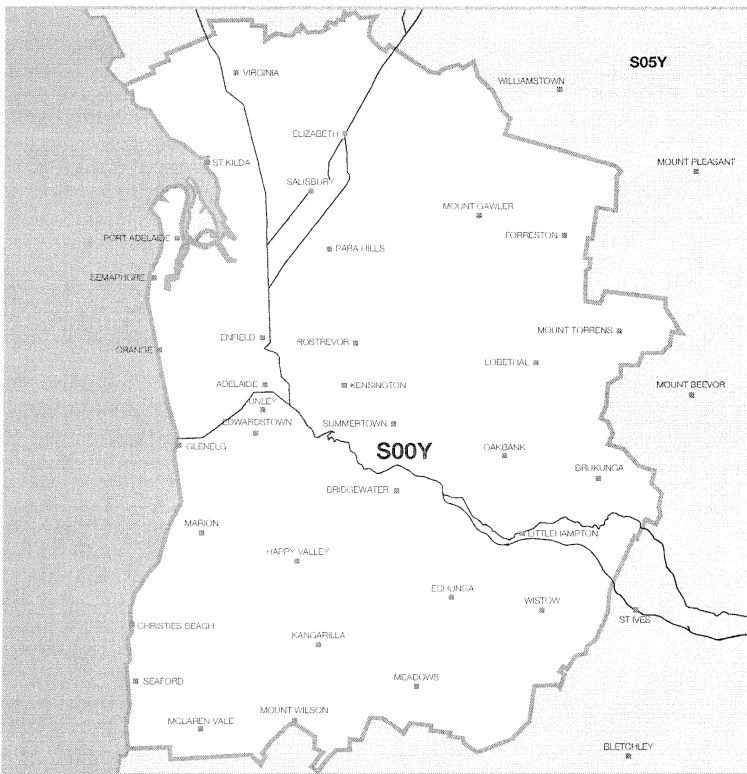 S05Y
VIRGINIA
WILLIAMSTOWN
ELIZABETH
ST KILDA
MOUNT PLEASANT
SALISBURY
MOUNT GAWLER
PORT ADELAIDE
FORRESTON
PARA HILLS
SEMAPHORE
MOUNT TORRENS
ENFIELD
ROSTREVOR
GRANGE
LOBETHAL
ADELAIDE
KENSINGTON
MOUNT BEEVOR
UNLEY
EDWARDSTOWN
SUMMERTOWN
GLENELG
S00Y
OAKBANK
BRUKUNGA
BRIDGEWATER
MARION
LITTLEHAMPTON
HAPPY VALLEY
ECHUNGA
WISTOW
ST IVES
CHRISTIES BEACH
KANGARILLA
SEAFORD
MEADOWS
MOUNT WILSON
MCLAREN VALE
BLETCHLEY